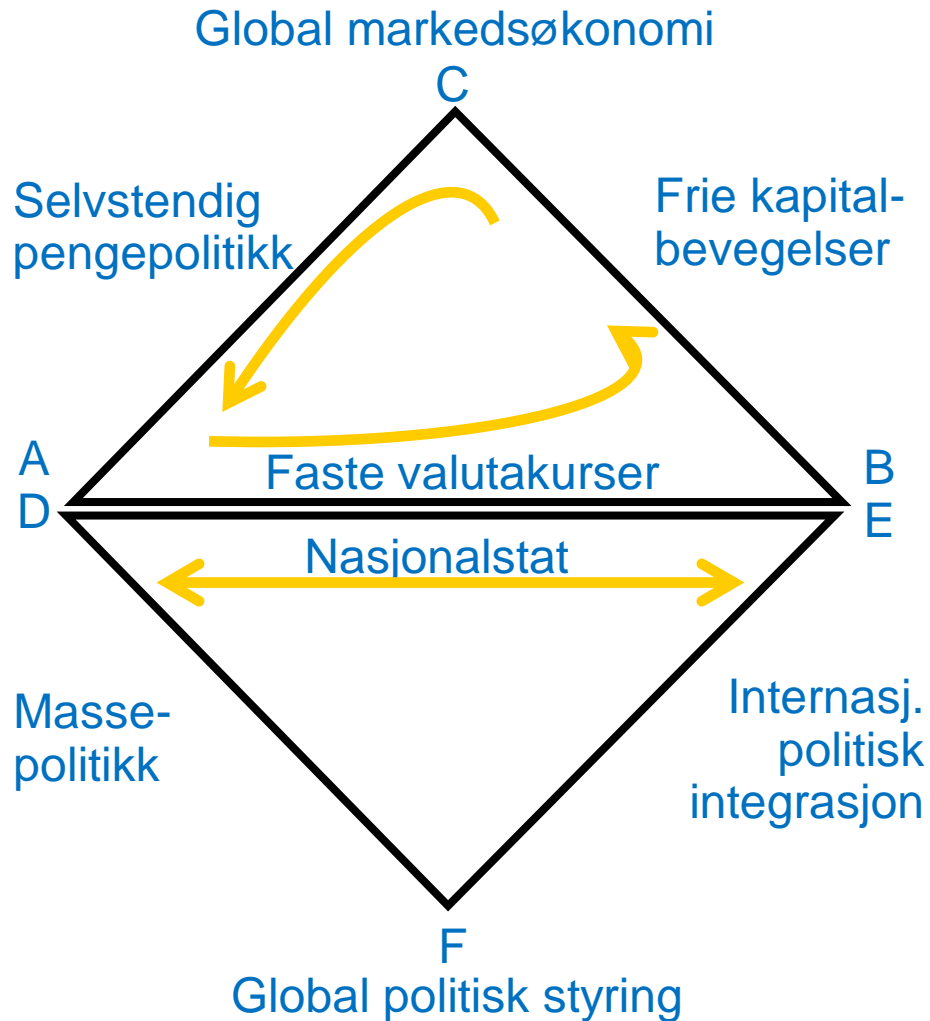 Global markedsøkonomi
C
Selvstendig
pengepolitikk
Frie kapital-
bevegelser
A
B
Faste valutakurser
D
E
Nasjonalstat
Masse-
politikk
Internasj.
politisk
integrasjon
F
Global politisk styring